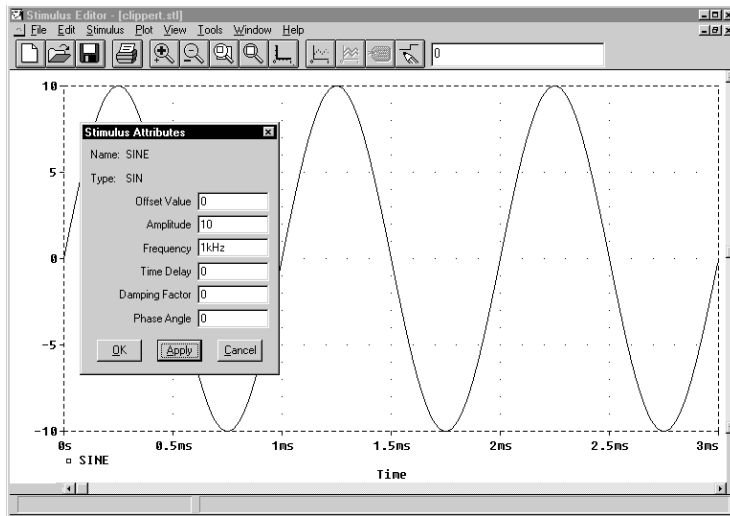 Stimulus Editor - [clippert.stl]
File Edit Stimulus Plot View Tools Window Help
0
10
5
0
-5
-10
Stimulus Attributes
Name: SINE
Type: SIN
Offset Value 0
Amplitude 10
Frequency 1kHz
Time Delay 0
Damping Factor 0
Phase Angle 0
OK Apply Cancel
0s 0.5ms 1ms 1.5ms 2ms 2.5ms 3ms
SINE
Time